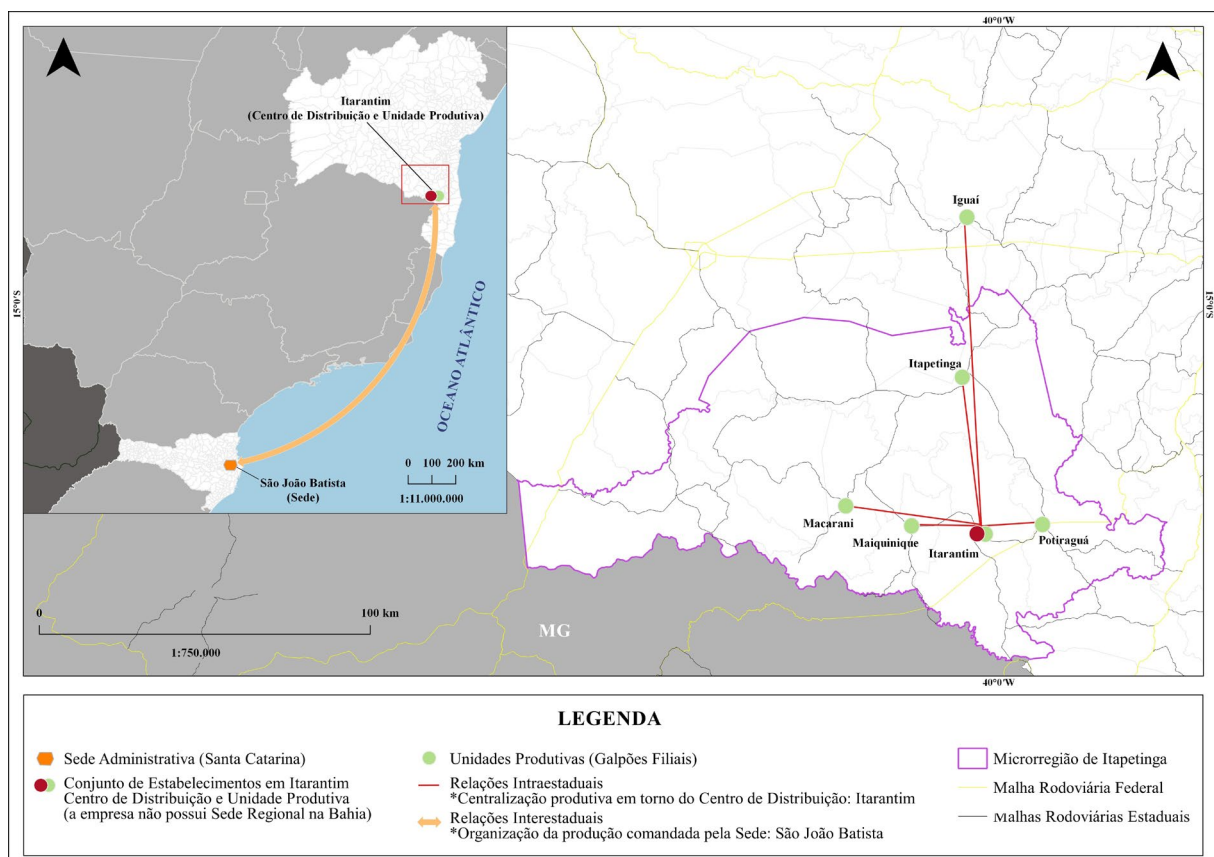 40°0'W
Itarantim
(Centro de Distribuição e Unidade Produtiva)
Iguaí
15°0'S
15°0'S
OCEANO ATLÂNTICO
Itapetinga
0 100 200 km
1:11.000.000
São João Batista
(Sede)
Macarani
Maiquinique
Itarantim
Potiraguá
0 100 km
1:750.000
MG
40°0'W
LEGENDA
Sede Administrativa (Santa Catarina)
Conjunto de Estabelecimentos em Itarantim
Centro de Distribuição e Unidade Produtiva
(a empresa não possui Sede Regional na Bahia)
Unidades Produtivas (Galpões Filiais)
Relações Intraestaduais
*Centralização produtiva em torno do Centro de Distribuição: Itarantim
Relações Interestaduais
*Organização da produção comandada pela Sede: São João Batista
Microrregião de Itapetinga
Malha Rodoviária Federal
Malhas Rodoviárias Estaduais